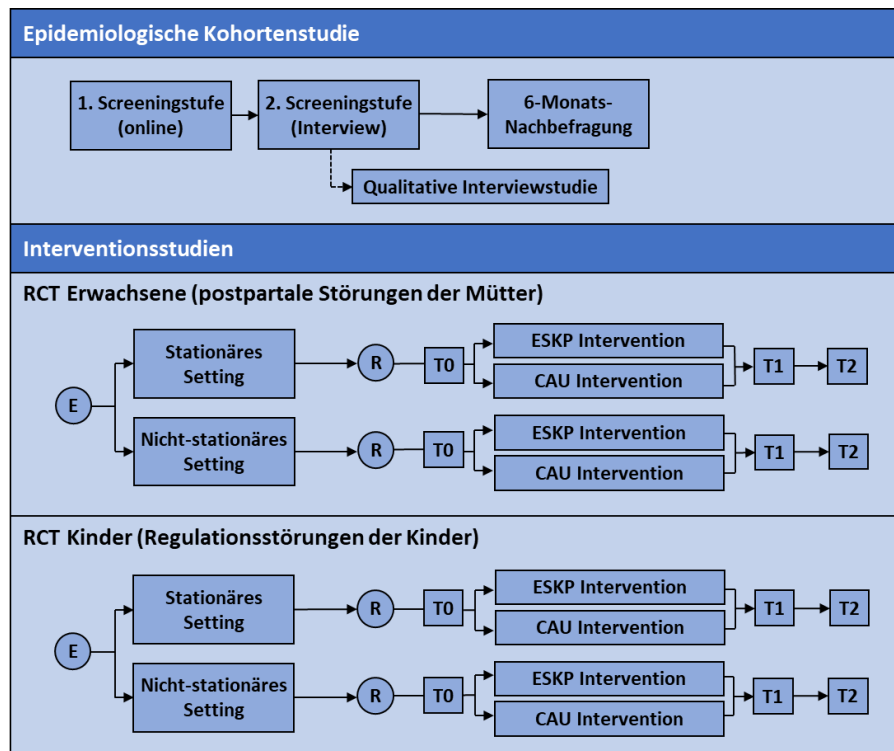 Epidemiologische Kohortenstudie
1. Screeningstufe
(online)
2. Screeningstufe
(Interview)
6-Monats-
Nachbefragung
Qualitative Interviewstudie
Interventionsstudien
RCT Erwachsene (postpartale Störungen der Mütter)
E
Stationäres
Setting
R
T0
ESKP Intervention
CAU Intervention
T1
T2
Nicht-stationäres
Setting
R
T0
ESKP Intervention
CAU Intervention
T1
T2
RCT Kinder (Regulationsstörungen der Kinder)
E
Stationäres
Setting
R
T0
ESKP Intervention
CAU Intervention
T1
T2
Nicht-stationäres
Setting
R
T0
ESKP Intervention
CAU Intervention
T1
T2